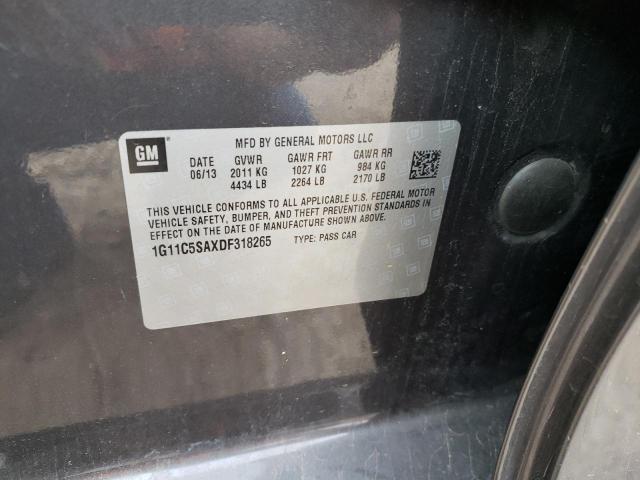 GM MFD BY GENERAL MOTORS LLC
DATE GVWR GAWR FRT GAWR RR
06/13 2011 KG 1027 KG 984 KG
4434 LB 2264 LB 2170 LB
THIS VEHICLE CONFORMS TO ALL APPLICABLE U.S. FEDERAL MOTOR
VEHICLE SAFETY, BUMPER, AND THEFT PREVENTION STANDARDS IN
EFFECT ON THE DATE OF MANUFACTURE SHOWN ABOVE.
1G11C5SAXDF318265 TYPE: PASS CAR